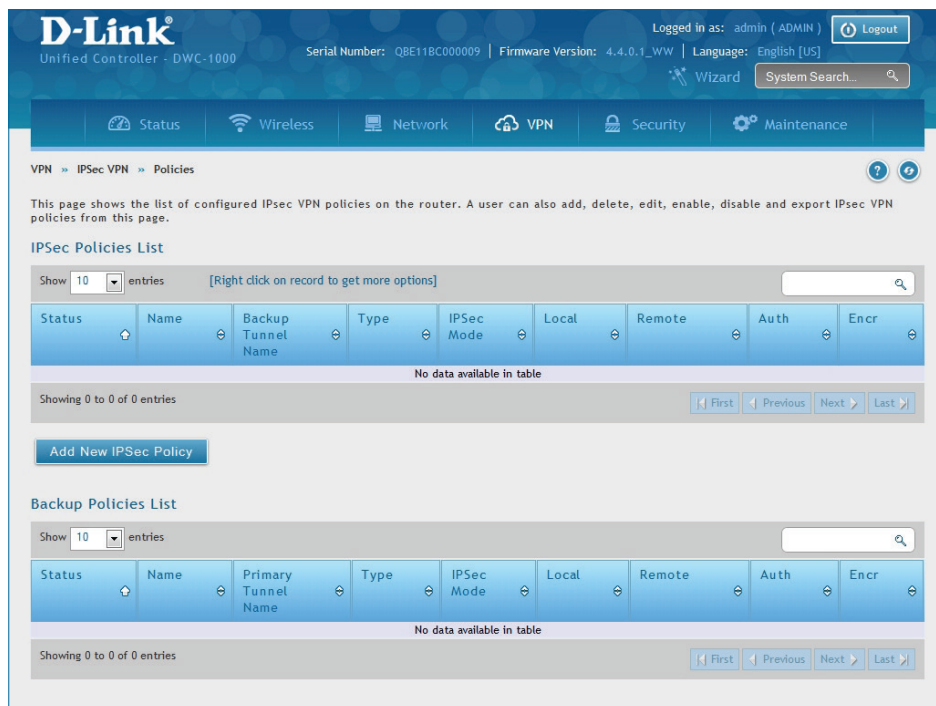 D-Link®
Unified Controller - DWC-1000
Logged in as: admin ( ADMIN ) Logout
Serial Number: QBE11BC000009 | Firmware Version: 4.4.0.1_WW | Language: English [US]
Wizard System Search...
Status Wireless Network VPN Security Maintenance
VPN » IPSec VPN » Policies
This page shows the list of configured IPsec VPN policies on the router. A user can also add, delete, edit, enable, disable and export IPsec VPN
policies from this page.
IPSec Policies List
Show 10 entries [Right click on record to get more options]
Status Name Backup Tunnel Name Type IPSec Mode Local Remote Auth Encr
No data available in table
Showing 0 to 0 of 0 entries First Previous Next Last
Add New IPSec Policy
Backup Policies List
Show 10 entries
Status Name Primary Tunnel Name Type IPSec Mode Local Remote Auth Encr
No data available in table
Showing 0 to 0 of 0 entries First Previous Next Last